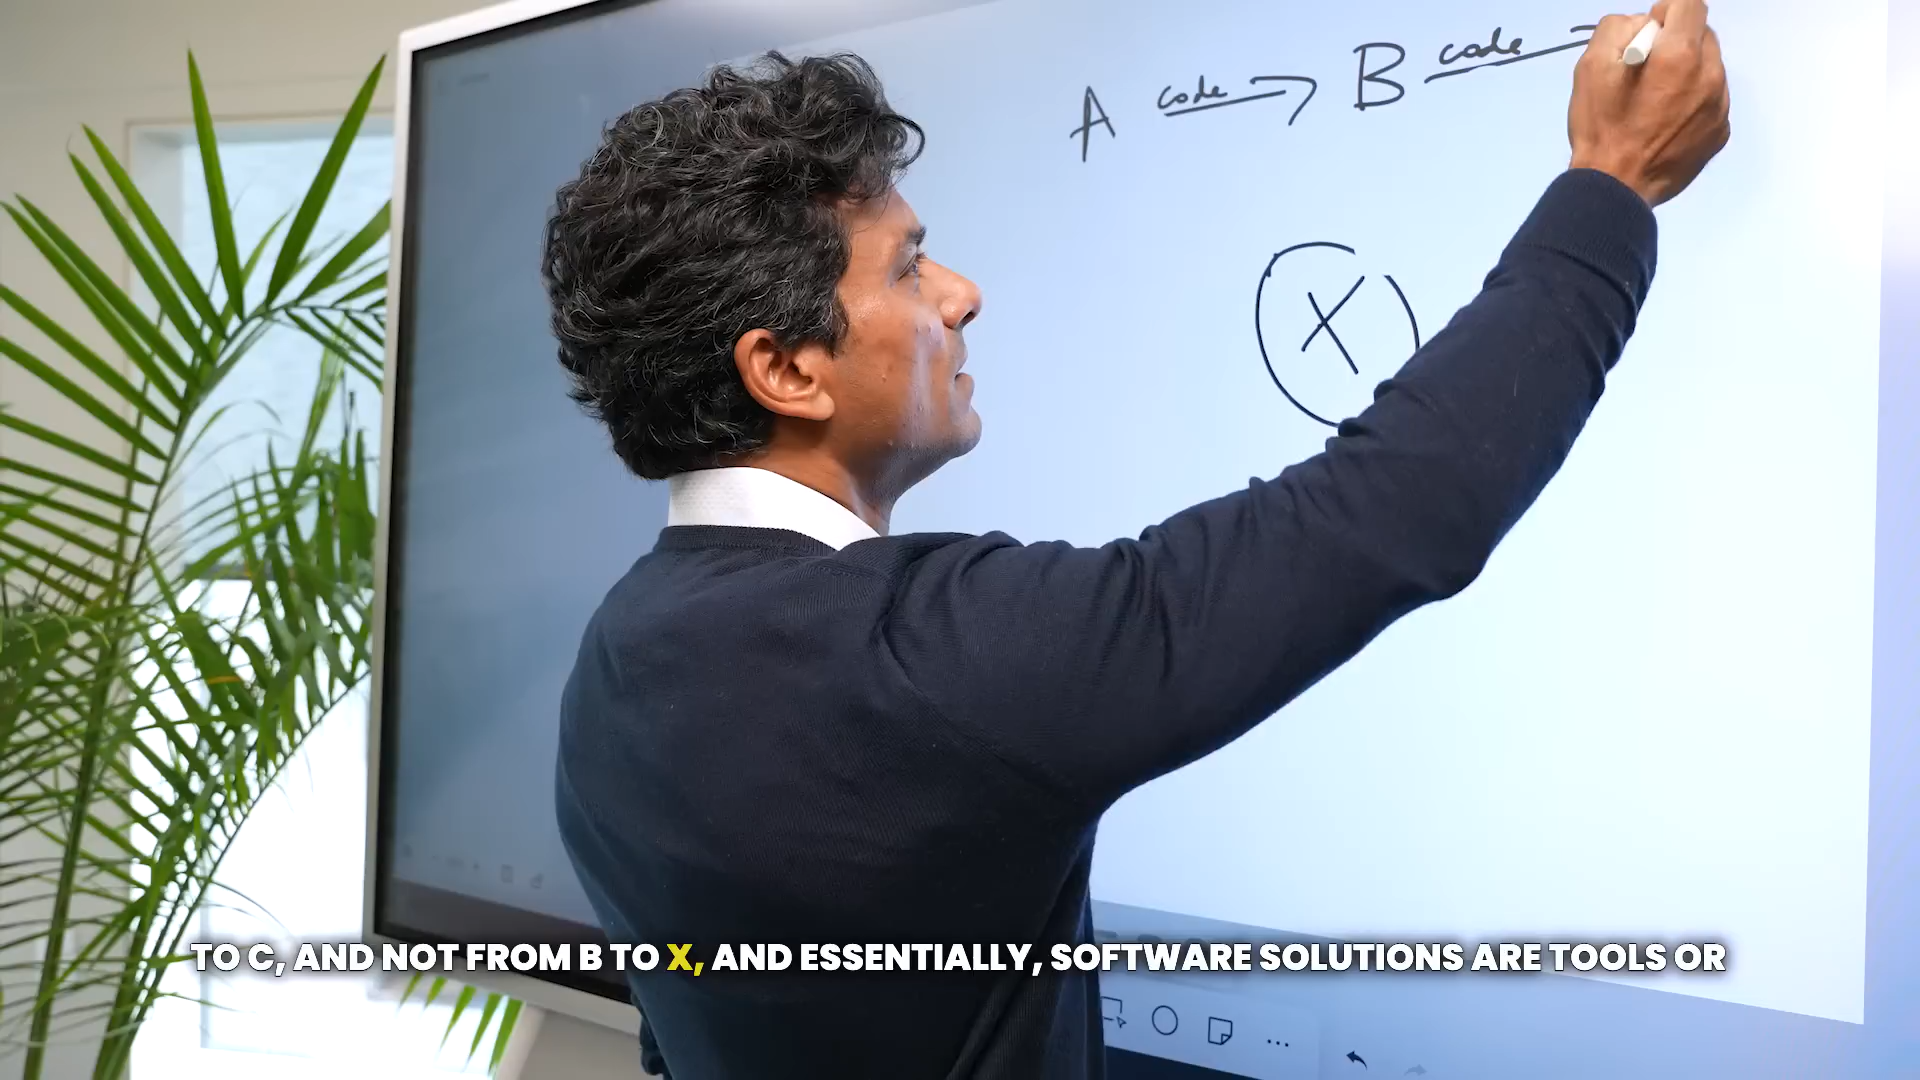 A code B code
X
TO C, AND NOT FROM B TO X, AND ESSENTIALLY, SOFTWARE SOLUTIONS ARE TOOLS OR